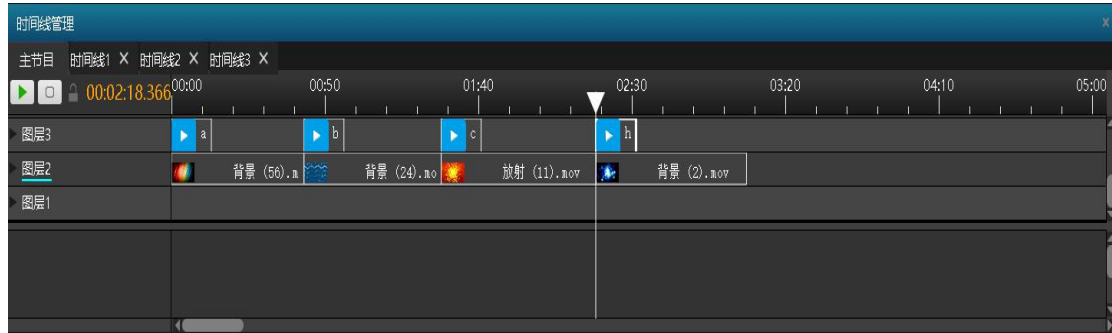 时间线管理
主节目 时间线1 时间线2 时间线3
00:02:18.366 00:00 00:50 01:40 02:30 03:20 04:10 05:00
图层3 a b c h
图层2 背景 (56).m 背景 (24).mo 放射 (11).mov 背景 (2).mov
图层1